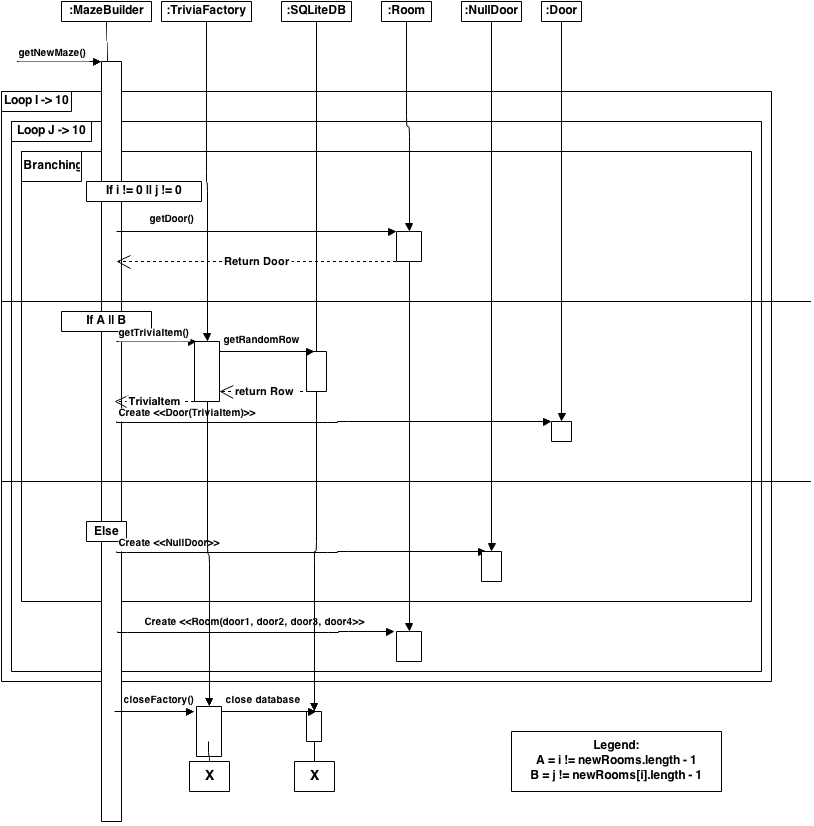 :MazeBuilder
:TriviaFactory
:SQLiteDB
:Room
:NullDoor
:Door
getNewMaze()
Loop I -> 10
Loop J -> 10
Branching
If i != 0 || j != 0
getDoor()
Return Door
If A || B
getTriviaItem()
getRandomRow
return Row
TriviaItem
Create <<Door(TriviaItem)>>
Else
Create <<NullDoor>>
Create <<Room(door1, door2, door3, door4>>
closeFactory()
close database
X
X
Legend:
A = i != newRooms.length - 1
B = j != newRooms[i].length - 1